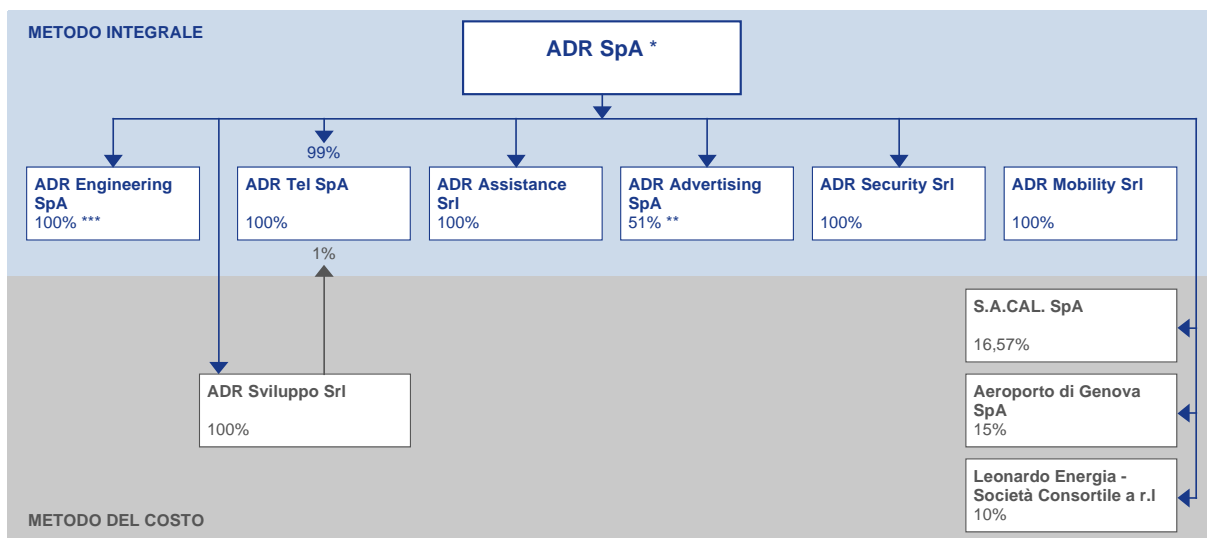 METODO INTEGRALE
ADR SpA *
99%
ADR Engineering
SpA
100% ***
ADR Tel SpA
100%
ADR Assistance
Srl
100%
ADR Advertising
SpA
51% **
ADR Security Srl
100%
ADR Mobility Srl
100%
1%
S.A.CAL. SpA
16,57%
ADR Sviluppo Srl
100%
Aeroporto di Genova
SpA
15%
Leonardo Energia -
Società Consortile a r.l
10%
METODO DEL COSTO